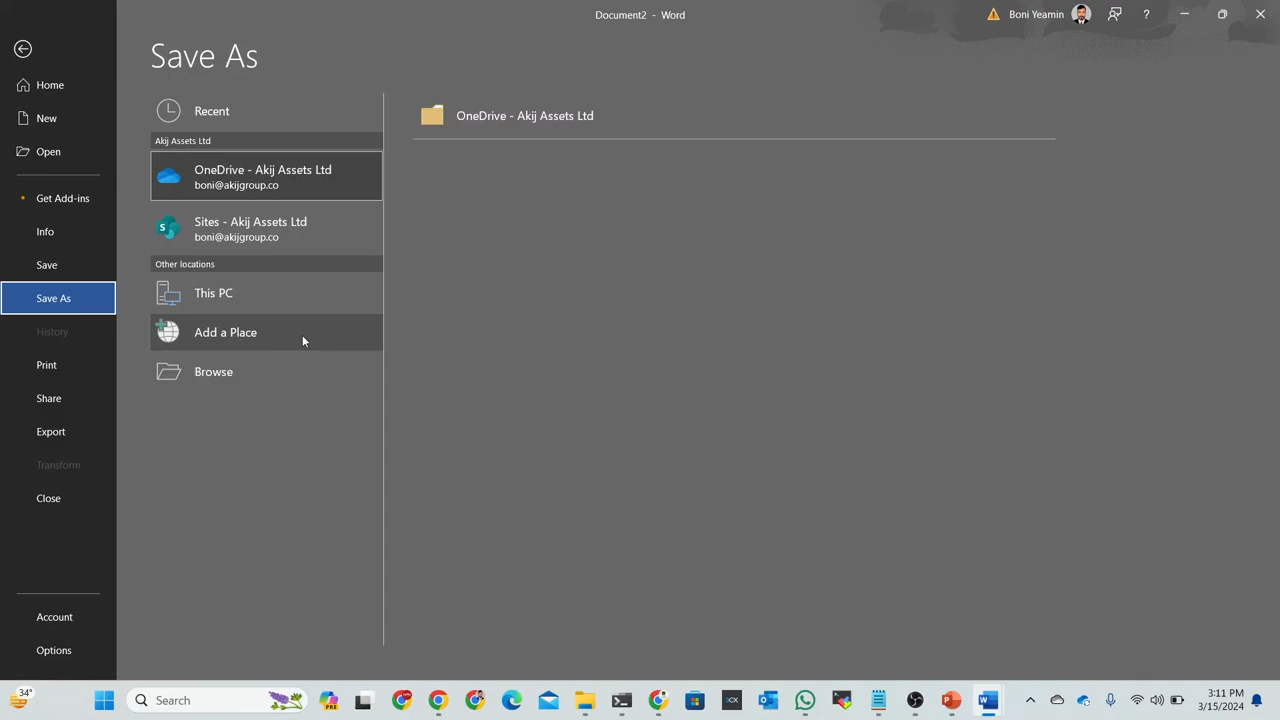 Document2 - Word
Boni Yeamin
?
Save As
Home
New
Open
Get Add-ins
Info
Save
Save As
History
Print
Share
Export
Transform
Close
Account
Options
Recent
Akij Assets Ltd
OneDrive - Akij Assets Ltd
boni@akijgroup.co
S
Sites - Akij Assets Ltd
boni@akijgroup.co
Other locations
This PC
Add a Place
Browse
OneDrive - Akij Assets Ltd
34°
Search
PRE
3CX
P
W
3:11 PM
3/15/2024